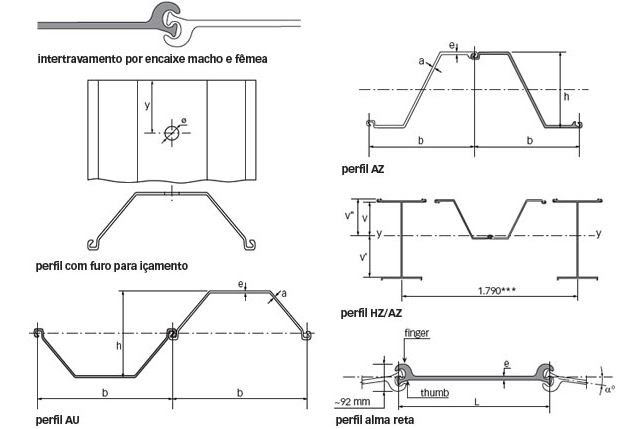 intertravamento por encaixe macho e fêmea
y
ø
perfil com furo para içamento
e
a
h
b
b
perfil AU
e
a
h
b
b
perfil AZ
v"
v
v'
y
y
1.790***
perfil HZ/AZ
finger
e
thumb
αº
~92 mm
L
perfil alma reta